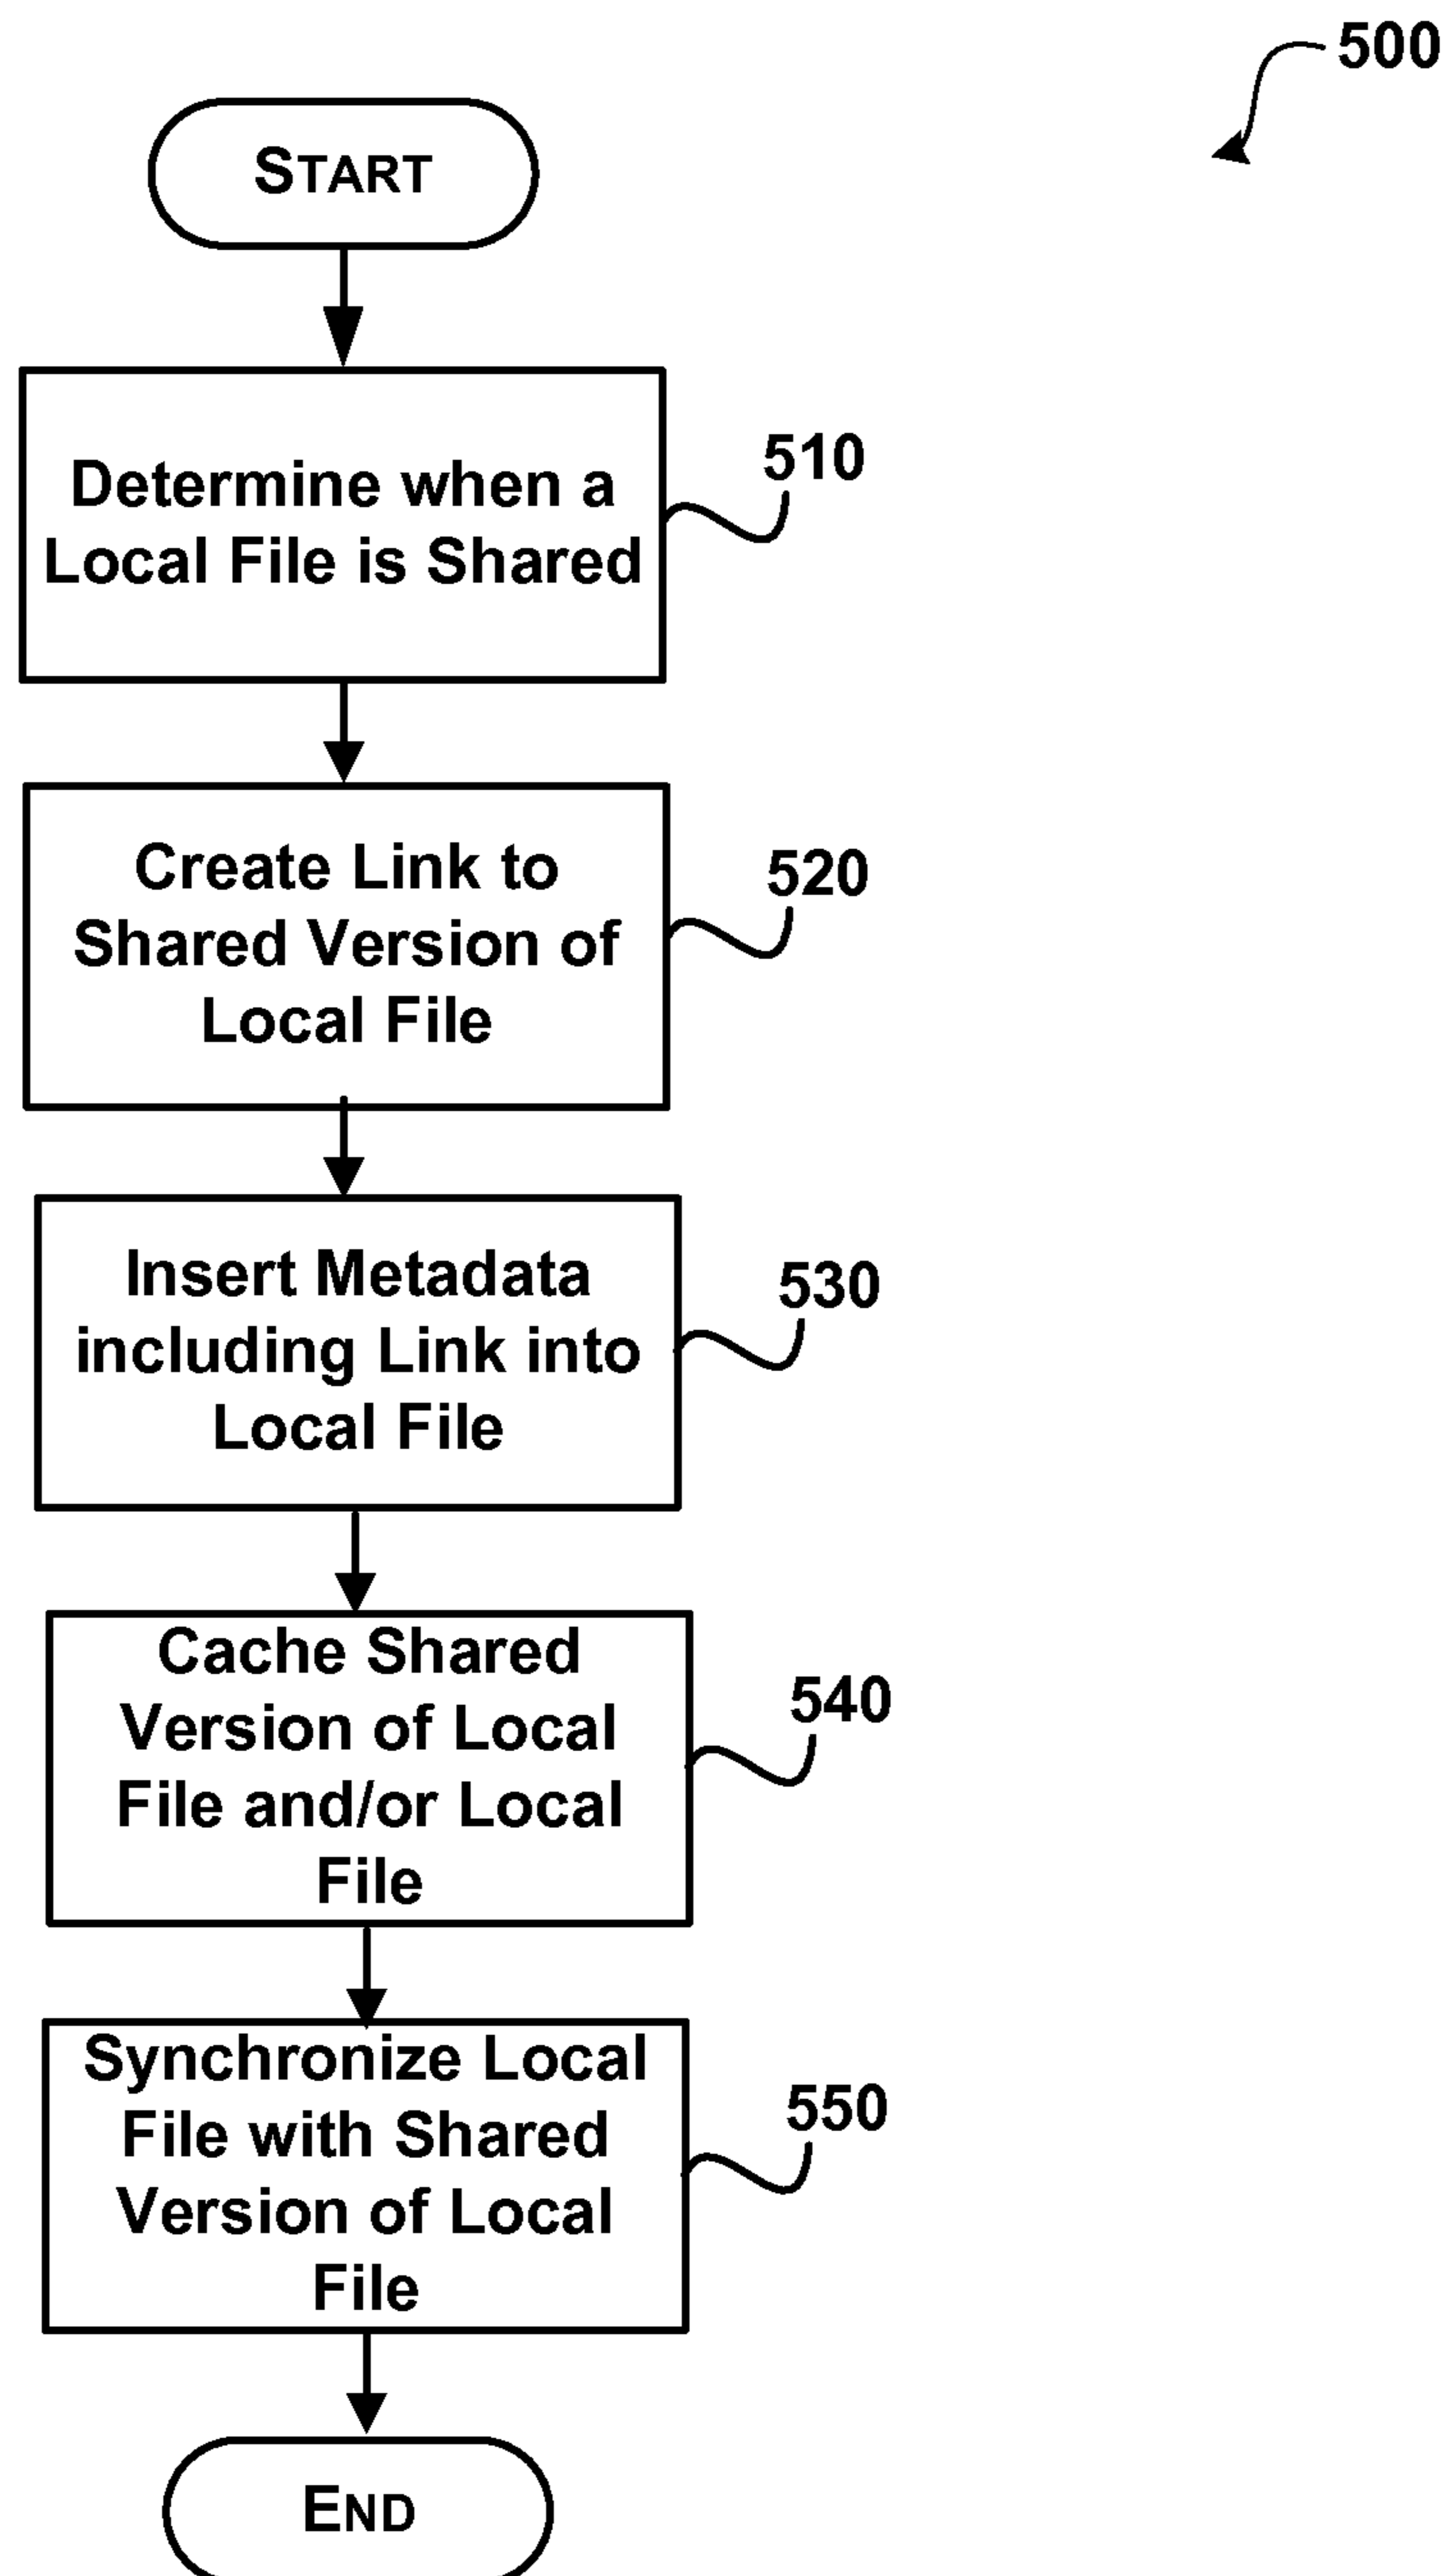 500
START
Determine when a
Local File is Shared
510
Create Link to
Shared Version of
Local File
520
Insert Metadata
including Link into
Local File
530
Cache Shared
Version of Local
File and/or Local
File
540
Synchronize Local
File with Shared
Version of Local
File
550
END